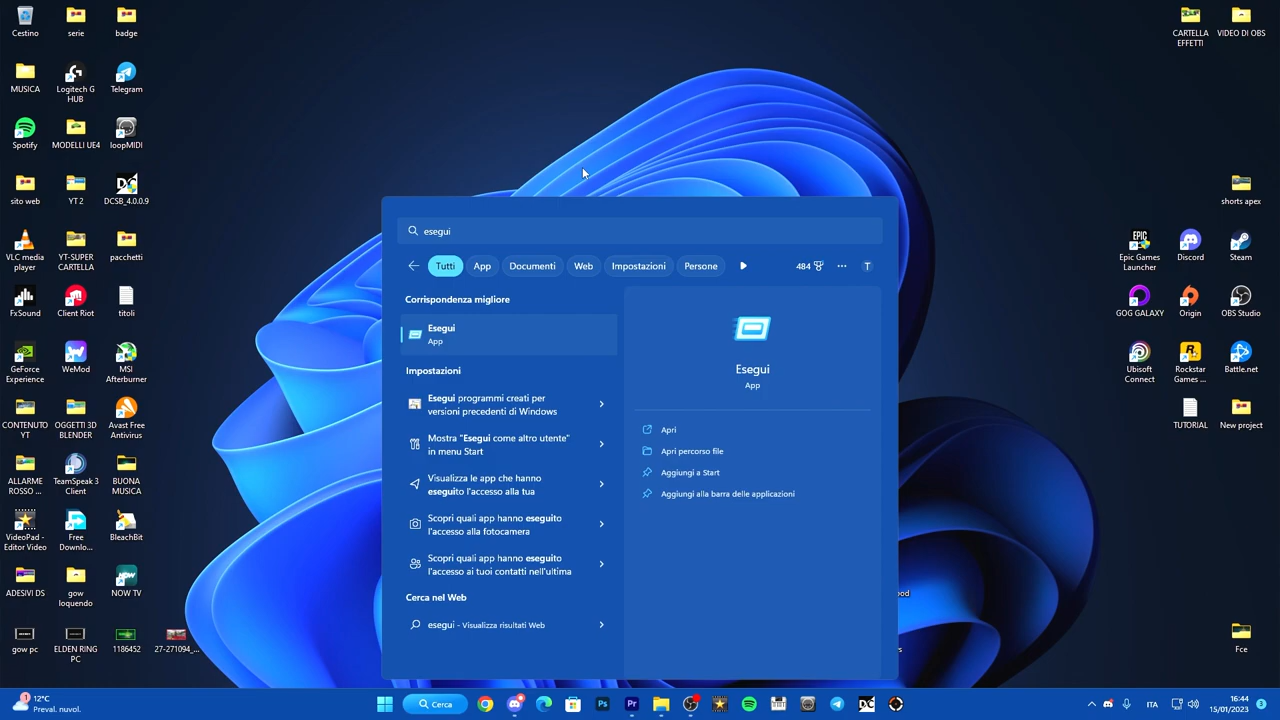 Cestino
serie
badge
MUSICA
Logitech G
HUB
Telegram
Spotify
MODELLI UE4
loopMIDI
sito web
YT 2
DCSB_4.0.0.9
VLC media
player
YT-SUPER
CARTELLA
pacchetti
FxSound
Client Riot
titoli
GeForce
Experience
WeMod
MSI
Afterburner
CONTENUTO
YT
OGGETTI 3D
BLENDER
Avast Free
Antivirus
ALLARME
ROSSO ...
TeamSpeak 3
Client
BUONA
MUSICA
VideoPad -
Editor Video
Free
Downlo...
BleachBit
ADESIVI DS
gow
loquendo
NOW TV
gow pc
ELDEN RING
PC
1186452
27-271094_...
esegui
Tutti
App
Documenti
Web
Impostazioni
Persone
484
T
Corrispondenza migliore
Esegui
App
Impostazioni
Esegui programmi creati per
versioni precedenti di Windows
Mostra "Esegui come altro utente"
in menu Start
Visualizza le app che hanno
eseguito l'accesso alla tua
Scopri quali app hanno eseguito
l'accesso alla fotocamera
Scopri quali app hanno eseguito
l'accesso ai tuoi contatti nell'ultima
Cerca nel Web
esegui - Visualizza risultati Web
Esegui
App
Apri
Apri percorso file
Aggiungi a Start
Aggiungi alla barra delle applicazioni
CARTELLA
EFFETTI
VIDEO DI OBS
shorts apex
EPIC
GAMES
Epic Games
Launcher
Discord
Steam
GOG GALAXY
Origin
OBS Studio
Ubisoft
Connect
Rockstar
Games ...
Battle.net
TUTORIAL
New project
Fce
ood
s
1
12°C
Prev. nuvol.
Cerca
Ps
Pr
ITA
16:44
15/01/2023
3